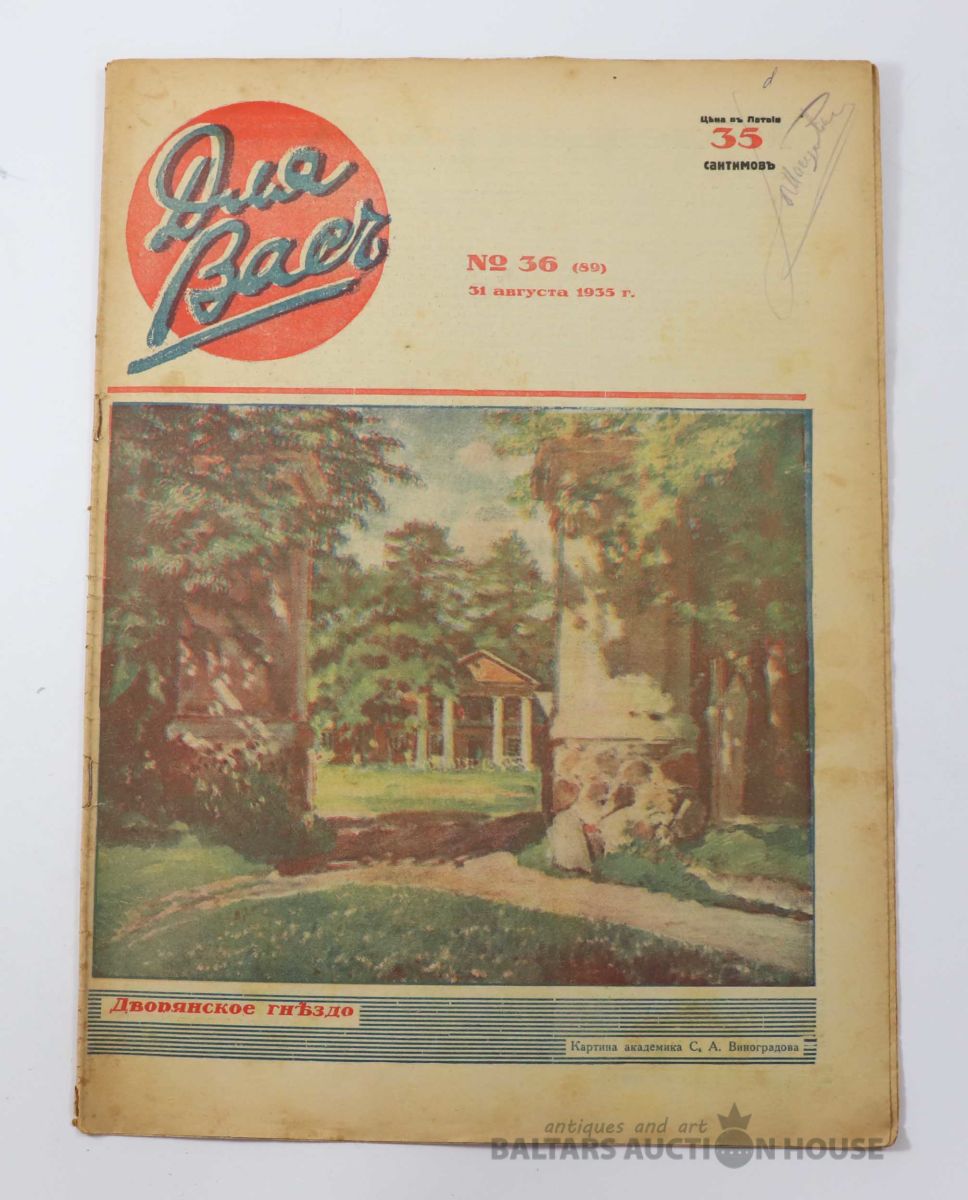 Для
Васъ
Цѣна въ Латвіи
35
сантимовъ
№ 36 (89)
31 августа 1935 г.
Дворянское гнѣздо
Картина академика С. А. Виноградова
antiques and art
BALTARS AUCTION HOUSE